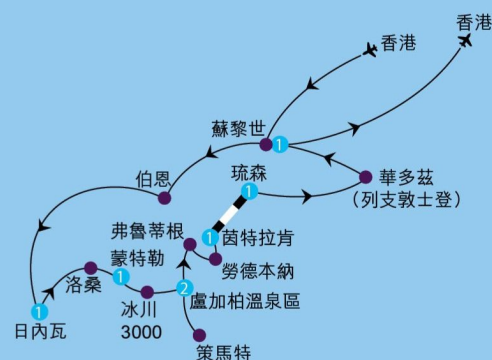 香港
香港
蘇黎世
1
伯恩
琉森
1
華多茲
(列支敦士登)
弗魯蒂根
1
茵特拉肯
蒙特勒
1
勞德本納
洛桑
2
盧加柏溫泉區
1
日內瓦
冰川
3000
策馬特